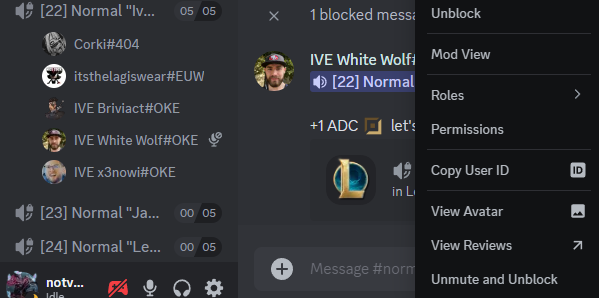 [22] Normal "Iv... 05 05
Corki#404
itsthelagiswear#EUW
IVE Briviact#OKE
IVE White Wolf#OKE
IVE x3nowi#OKE
[23] Normal "Ja... 00 05
[24] Normal "Le... 00 05
notv...
Idle
1 blocked messa
IVE White Wolf#
[22] Normal
+1 ADC let's
in Le
Message #norm
Unblock
Mod View
Roles
Permissions
Copy User ID
ID
View Avatar
View Reviews
Unmute and Unblock